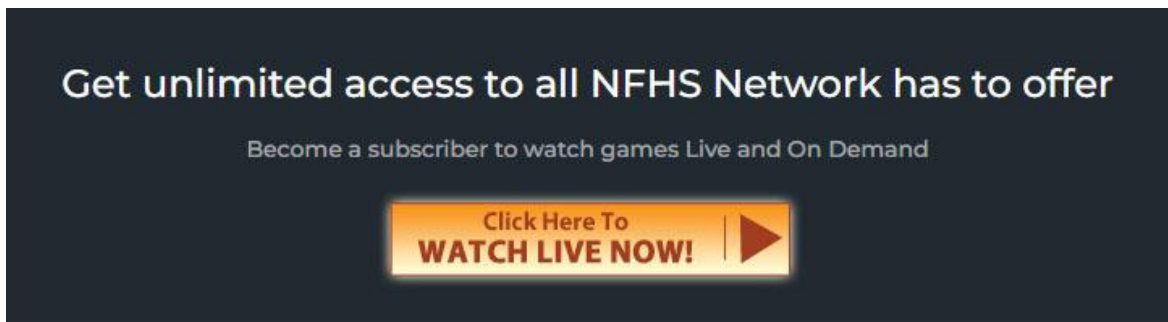 Get unlimited access to all NFHS Network has to offer
Become a subscriber to watch games Live and On Demand
Click Here To
WATCH LIVE NOW!